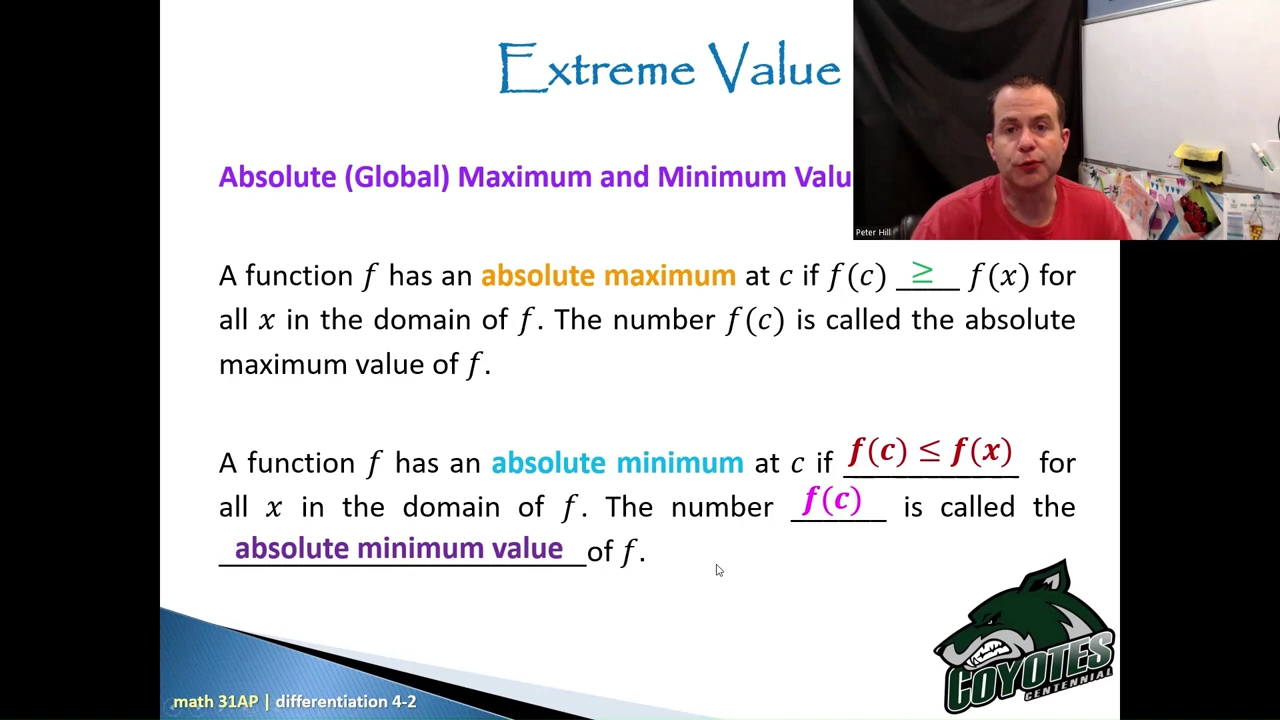 Extreme Value
Absolute (Global) Maximum and Minimum Valu
Peter Hill
A function f has an absolute maximum at c if f(c) ≥ f(x) for
all x in the domain of f. The number f(c) is called the absolute
maximum value of f.
A function f has an absolute minimum at c if f(c) ≤ f(x) for
all x in the domain of f. The number f(c) is called the
absolute minimum value of f.
COYOTES
CENTENNIAL
math 31AP | differentiation 4-2